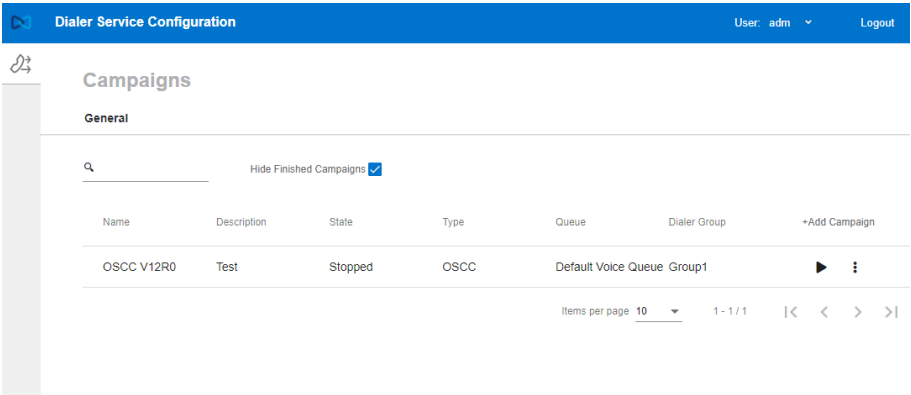 Dialer Service Configuration User: adm Logout
Campaigns
General
Hide Finished Campaigns
Name Description State Type Queue Dialer Group +Add Campaign
OSCC V12R0 Test Stopped OSCC Default Voice Queue Group1
Items per page 10 1 - 1 / 1